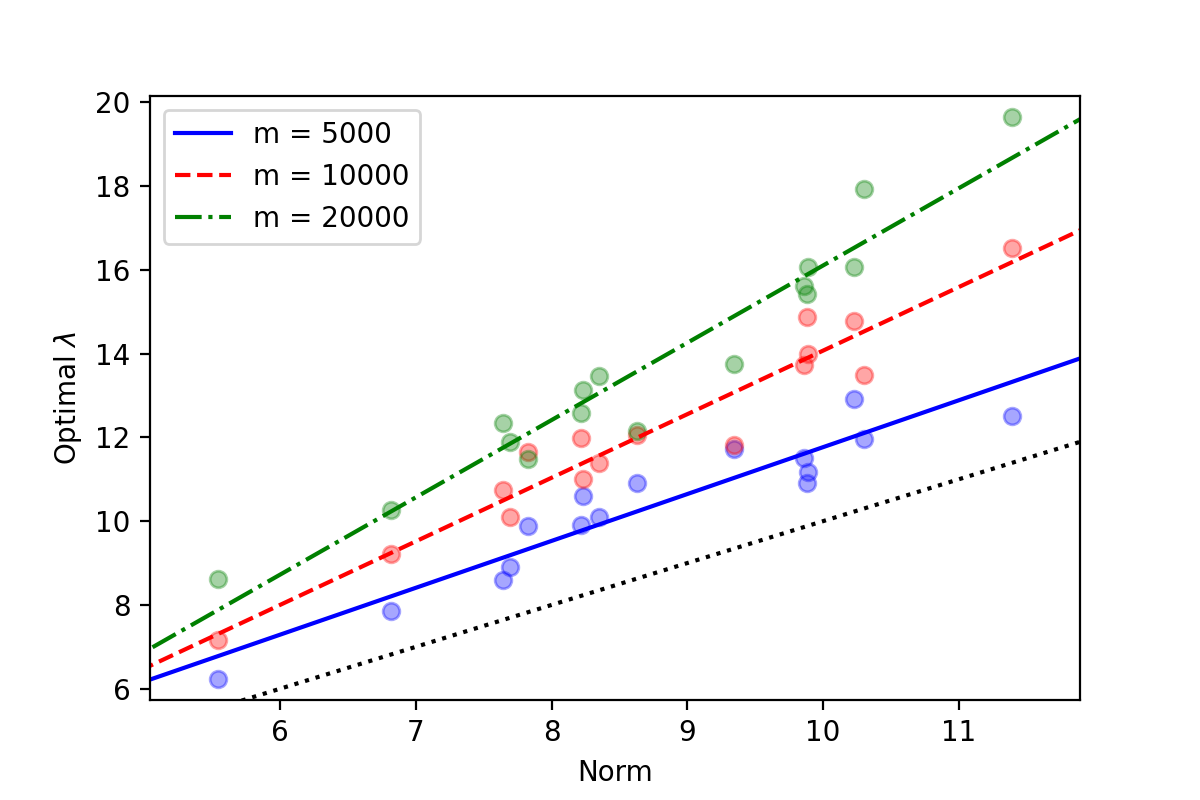 20
18
16
14
12
10
8
6
Optimal λ
m = 5000
m = 10000
m = 20000
6 7 8 9 10 11
Norm